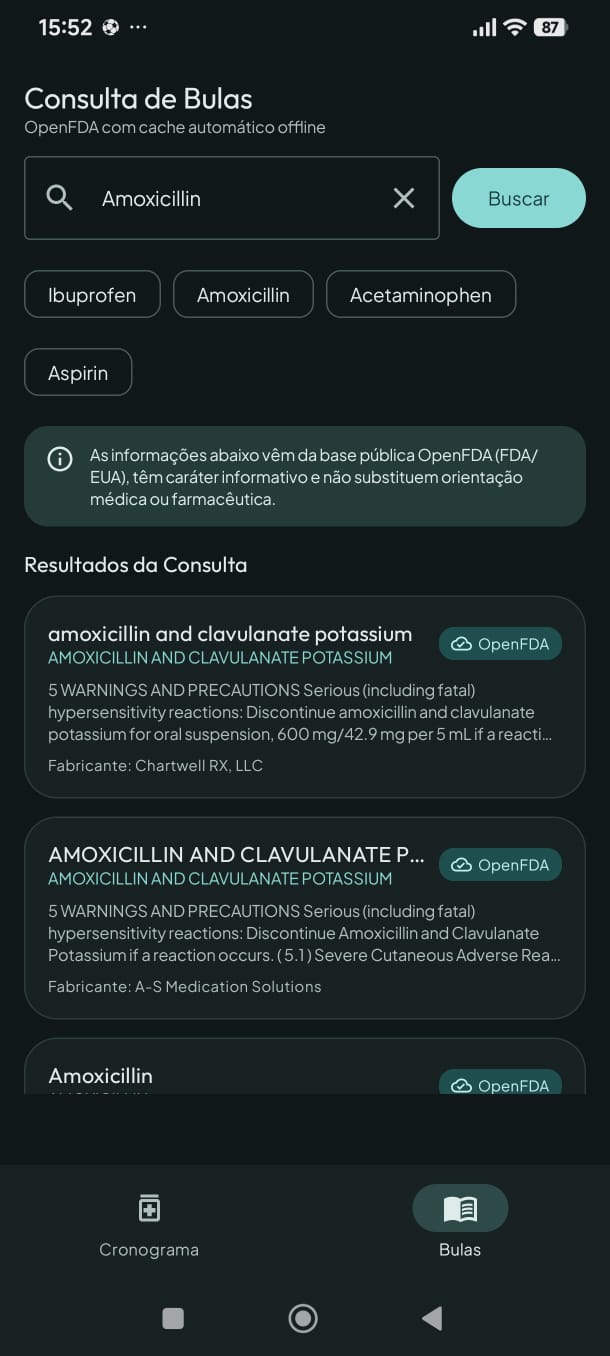 15:52 ...
87
Consulta de Bulas
OpenFDA com cache automático offline
Amoxicillin
Buscar
Ibuprofen
Amoxicillin
Acetaminophen
Aspirin
As informações abaixo vêm da base pública OpenFDA (FDA/
EUA), têm caráter informativo e não substituem orientação
médica ou farmacêutica.
Resultados da Consulta
amoxicillin and clavulanate potassium
OpenFDA
AMOXICILLIN AND CLAVULANATE POTASSIUM
5 WARNINGS AND PRECAUTIONS Serious (including fatal)
hypersensitivity reactions: Discontinue amoxicillin and clavulanate
potassium for oral suspension, 600 mg/42.9 mg per 5 mL if a reacti...
Fabricante: Chartwell RX, LLC
AMOXICILLIN AND CLAVULANATE P...
OpenFDA
AMOXICILLIN AND CLAVULANATE POTASSIUM
5 WARNINGS AND PRECAUTIONS Serious (including fatal)
hypersensitivity reactions: Discontinue Amoxicillin and Clavulanate
Potassium if a reaction occurs. ( 5.1 ) Severe Cutaneous Adverse Rea...
Fabricante: A-S Medication Solutions
Amoxicillin
OpenFDA
Cronograma
Bulas